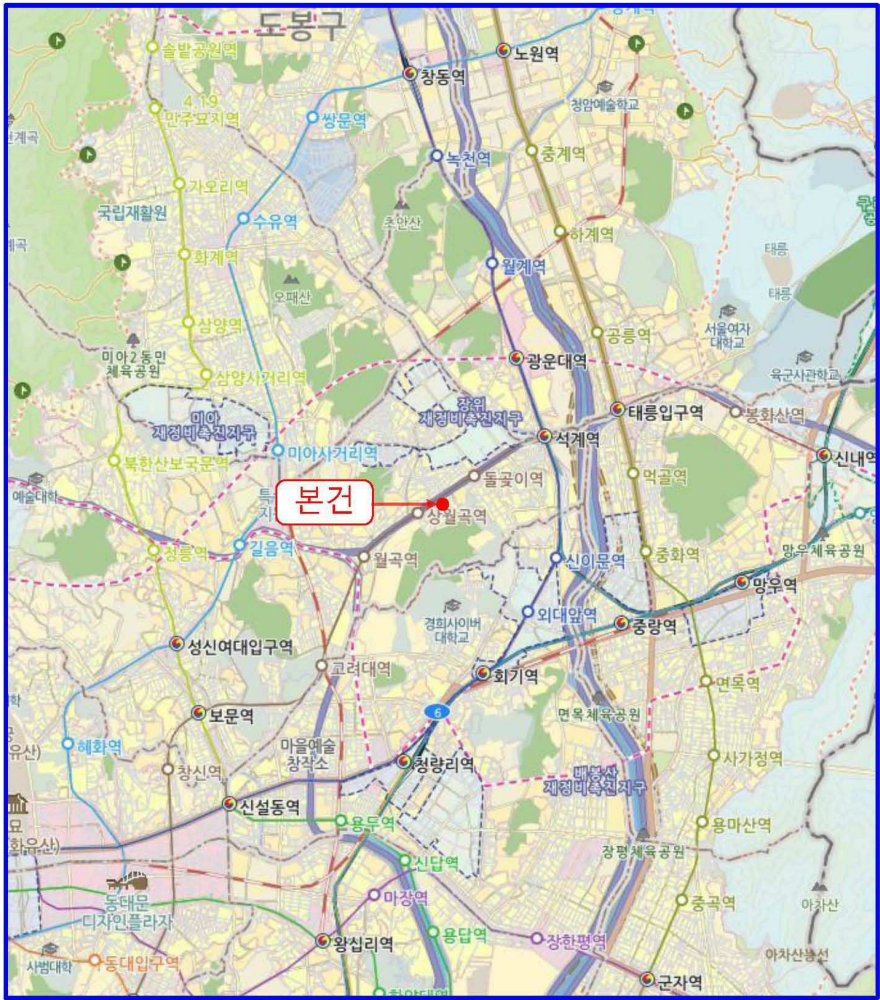 도봉구
솔밭공원역
노원역
창동역
4.19
민주묘지역
쌍문역
청암예술학교
녹천역
중계역
가오리역
국립재활원
수유역
초안산
하계역
화계역
월계역
태릉
오패산
태릉
삼양역
공릉역
서울여자
대학교
미아2동민
체육공원
광운대역
육군사관학교
삼양사거리역
장위
재정비촉진지구
미아
재정비촉진지구
태릉입구역
봉화산역
석계역
미아사거리역
신내역
북한산보국문역
돌곶이역
먹골역
예술대학
본건
상월곡역
정릉역
길음역
월곡역
신이문역
중화역
망우체육공원
망우역
외대앞역
경희사이버
대학교
중랑역
성신여대입구역
고려대역
회기역
면목역
6
보문역
면목체육공원
혜화역
마을예술
창작소
사가정역
창신역
청량리역
배봉산
재정비촉진지구
신설동역
용두역
용마산역
장평체육공원
신답역
동대문
디자인플라자
마장역
아차산
중곡역
왕십리역
용답역
장한평역
사범대학
동대입구역
아차산능선
군자역